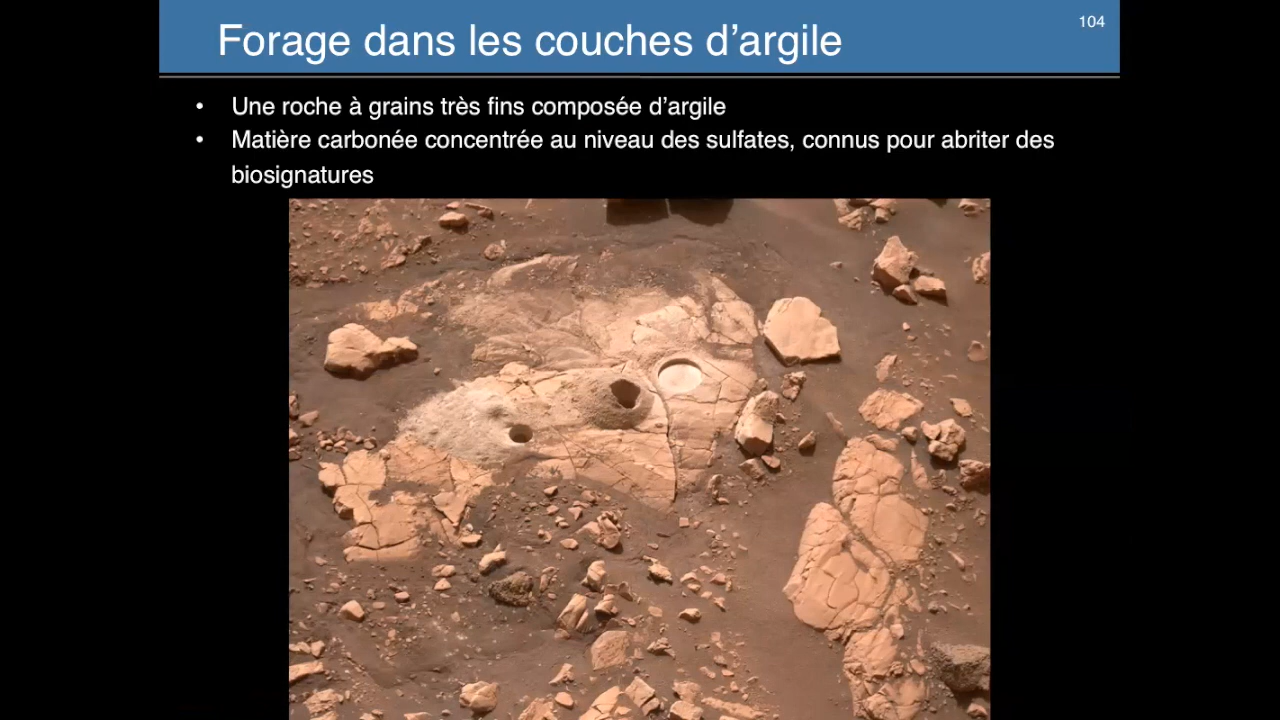 Forage dans les couches d’argile
104
• Une roche à grains très fins composée d’argile
• Matière carbonée concentrée au niveau des sulfates, connus pour abriter des
biosignatures